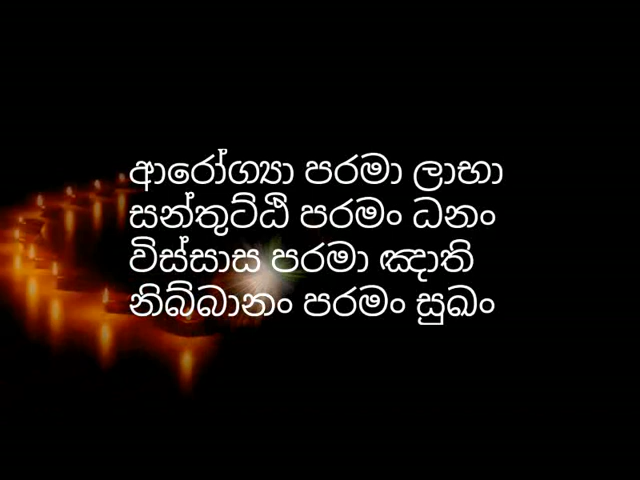 ආරෝග්‍යා පරමා ලාභා
සන්තුට්ඨි පරමං ධනං
විස්සාස පරමා ඤාති
නිබ්බානං පරමං සුඛං